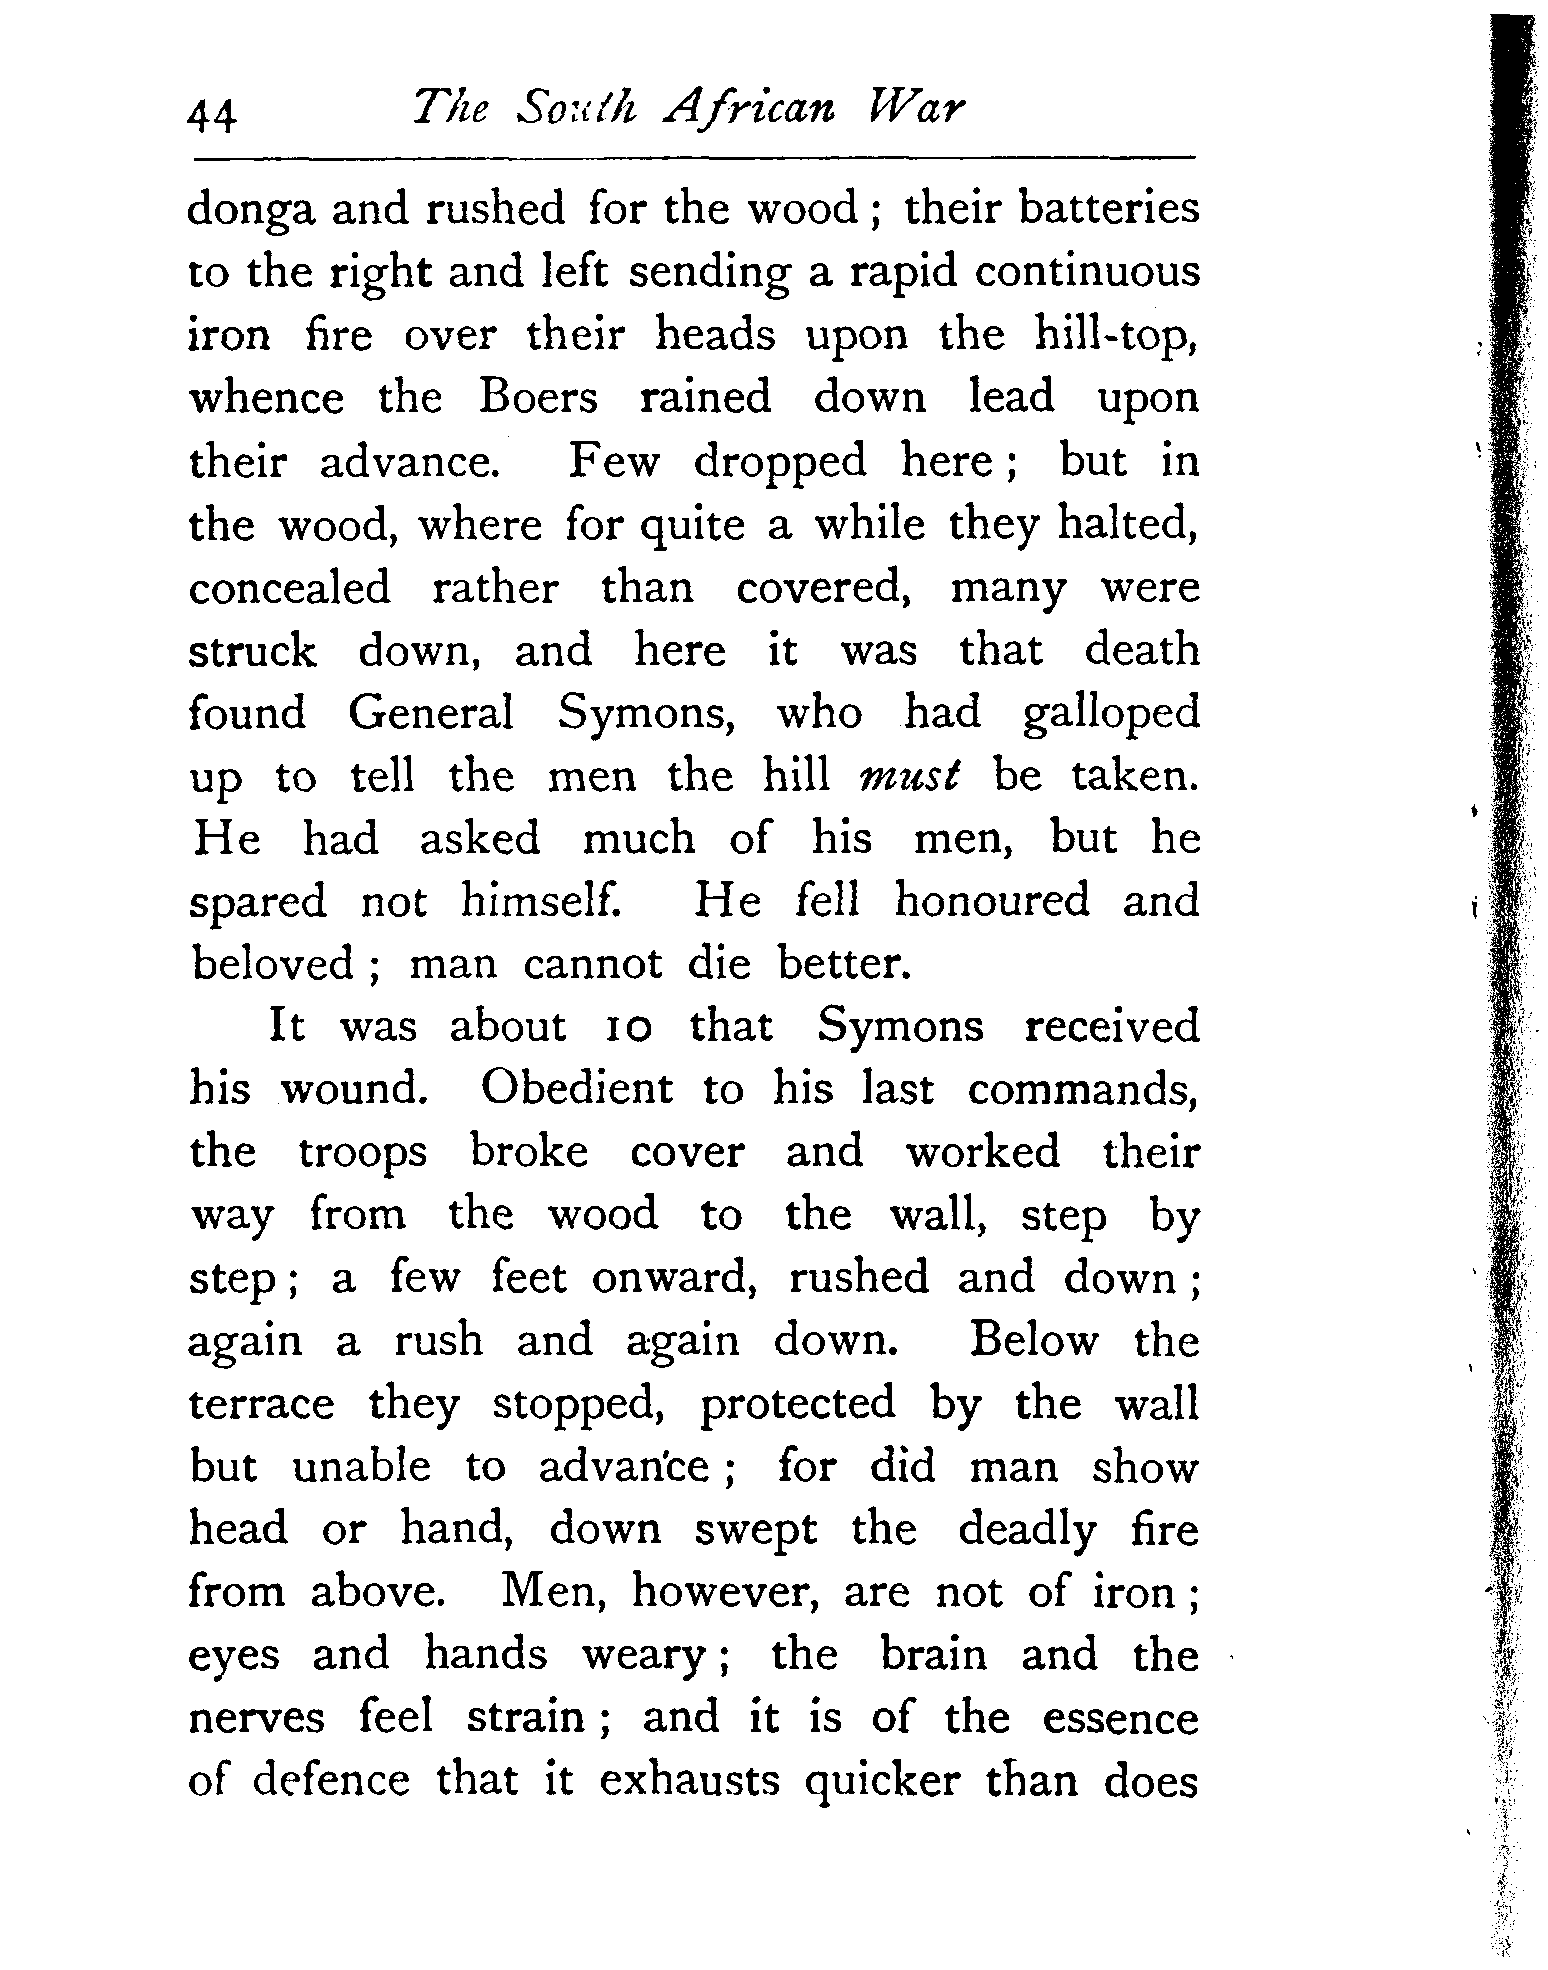 44 The South African War
donga and rushed for the wood ; their batteries
to the right and left sending a rapid continuous
iron fire over their heads upon the hill-top,
whence the Boers rained down lead upon
their advance. Few dropped here ; but in
the wood, where for quite a while they halted,
concealed rather than covered, many were
struck down, and here it was that death
found General Symons, who had galloped
up to tell the men the hill must be taken.
He had asked much of his men, but he
spared not himself. He fell honoured and
beloved ; man cannot die better.
It was about 10 that Symons received
his wound. Obedient to his last commands,
the troops broke cover and worked their
way from the wood to the wall, step by
step ; a few feet onward, rushed and down ;
again a rush and again down. Below the
terrace they stopped, protected by the wall
but unable to advance ; for did man show
head or hand, down swept the deadly fire
from above. Men, however, are not of iron ;
eyes and hands weary ; the brain and the
nerves feel strain ; and it is of the essence
of defence that it exhausts quicker than does